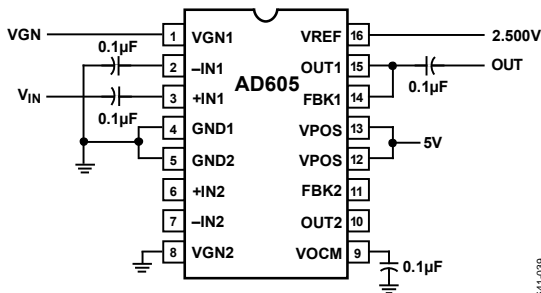 VGN
0.1µF
VIN
0.1µF
AD605
1 VGN1
2 –IN1
3 +IN1
4 GND1
5 GND2
6 +IN2
7 –IN2
8 VGN2
VREF 16
OUT1 15
FBK1 14
VPOS 13
VPOS 12
FBK2 11
OUT2 10
VOCM 9
2.500V
OUT
0.1µF
5V
0.1µF